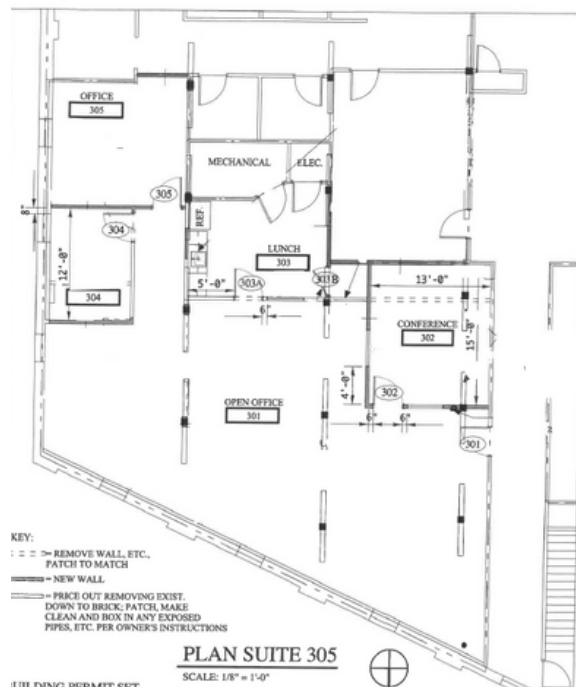 OFFICE
305
MECHANICAL
ELEC.
305
8"
304
12'-0"
304
REF.
LUNCH
303
5'-0"
303A
303B
6"
13'-0"
CONFERENCE
302
15'-0"
4'-0"
302
6"
6"
OPEN OFFICE
301
301
KEY:
= REMOVE WALL, ETC.,
PATCH TO MATCH
= NEW WALL
= PRICE OUT REMOVING EXIST.
DOWN TO BRICK; PATCH, MAKE
CLEAN AND BOX IN ANY EXPOSED
PIPES, ETC. PER OWNER'S INSTRUCTIONS
PLAN SUITE 305
SCALE: 1/8" = 1'-0"
BUILDING PERMIT SET